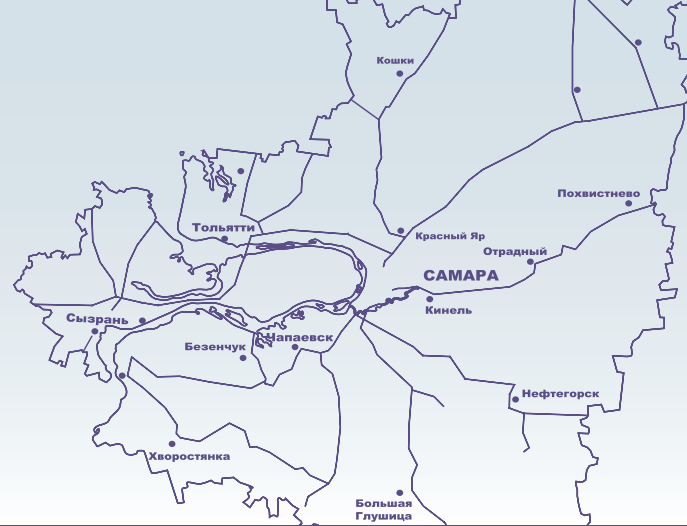 Кошки
Похвистнево
Тольятти
Красный Яр
Отрадный
САМАРА
Кинель
Сызрань
Чапаевск
Безенчук
Нефтегорск
Хворостянка
Большая
Глушица